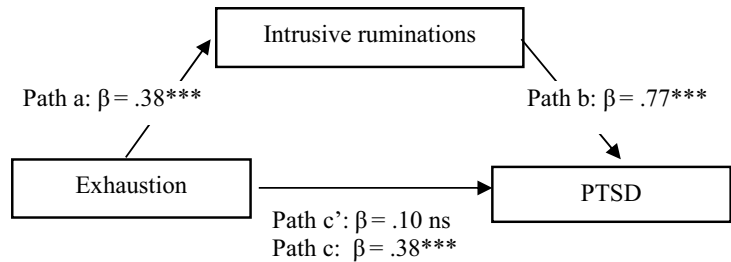 Intrusive ruminations
Path a: β = .38***
Path b: β = .77***
Exhaustion
PTSD
Path c’: β = .10 ns
Path c: β = .38***